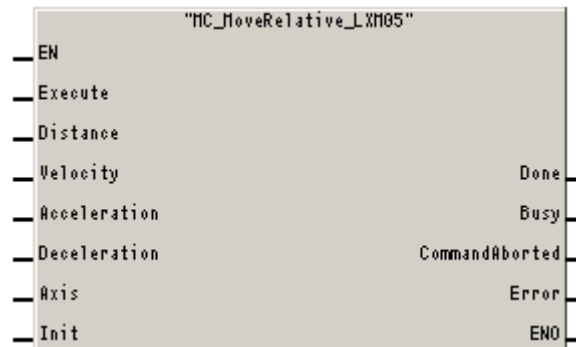 "MC_MoveRelative_LXM05"
EN
Execute
Distance
Velocity Done
Acceleration Busy
Deceleration CommandAborted
Axis Error
Init ENO